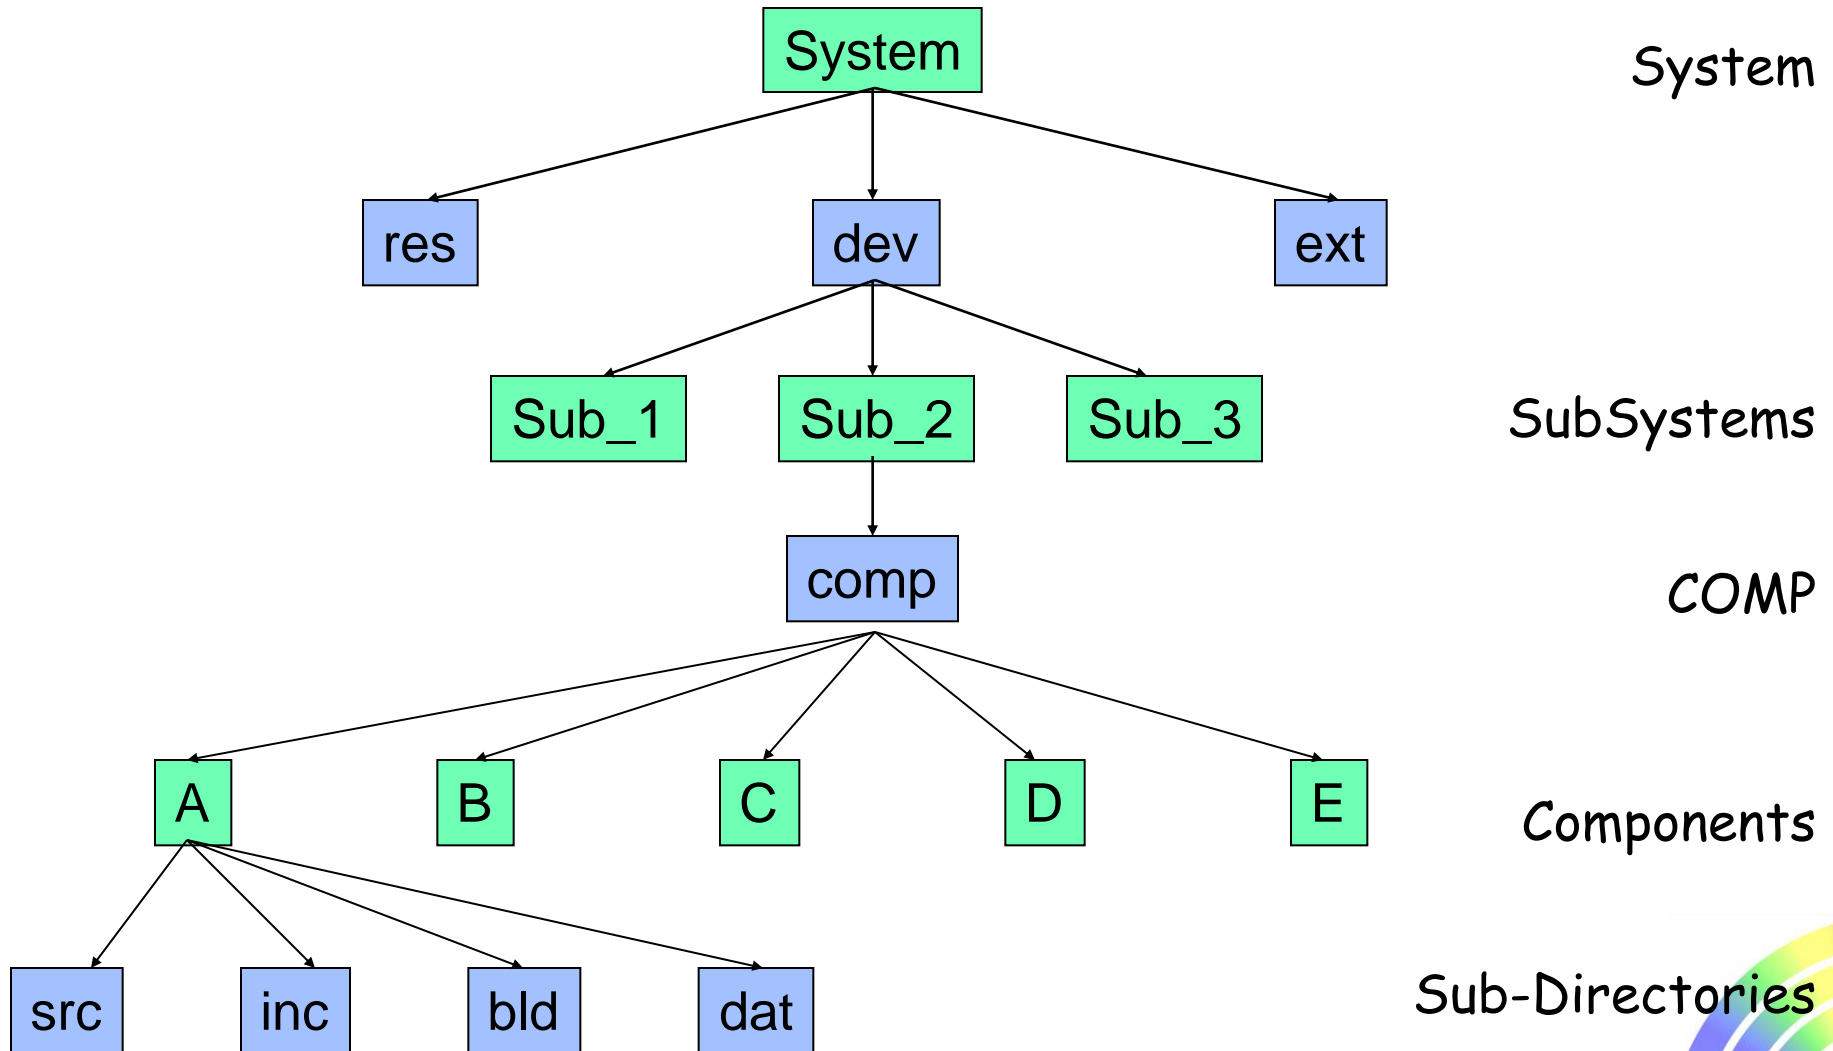 System
System
res
dev
ext
Sub_1
Sub_2
Sub_3
SubSystems
comp
COMP
A
B
C
D
E
Components
src
inc
bld
dat
Sub-Directories